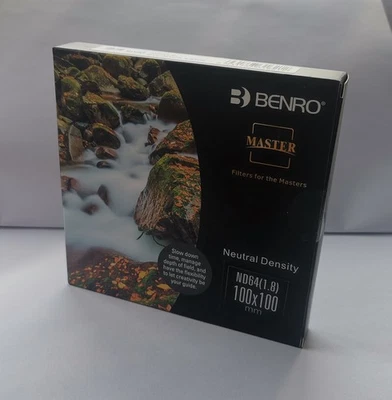 BENRO®
MASTER
Filters for the Masters
Slow down
time, manage
depth of field, and
have the flexibility
to let creativity be
your guide.
Neutral Density
ND64(1.8)
100x100
mm